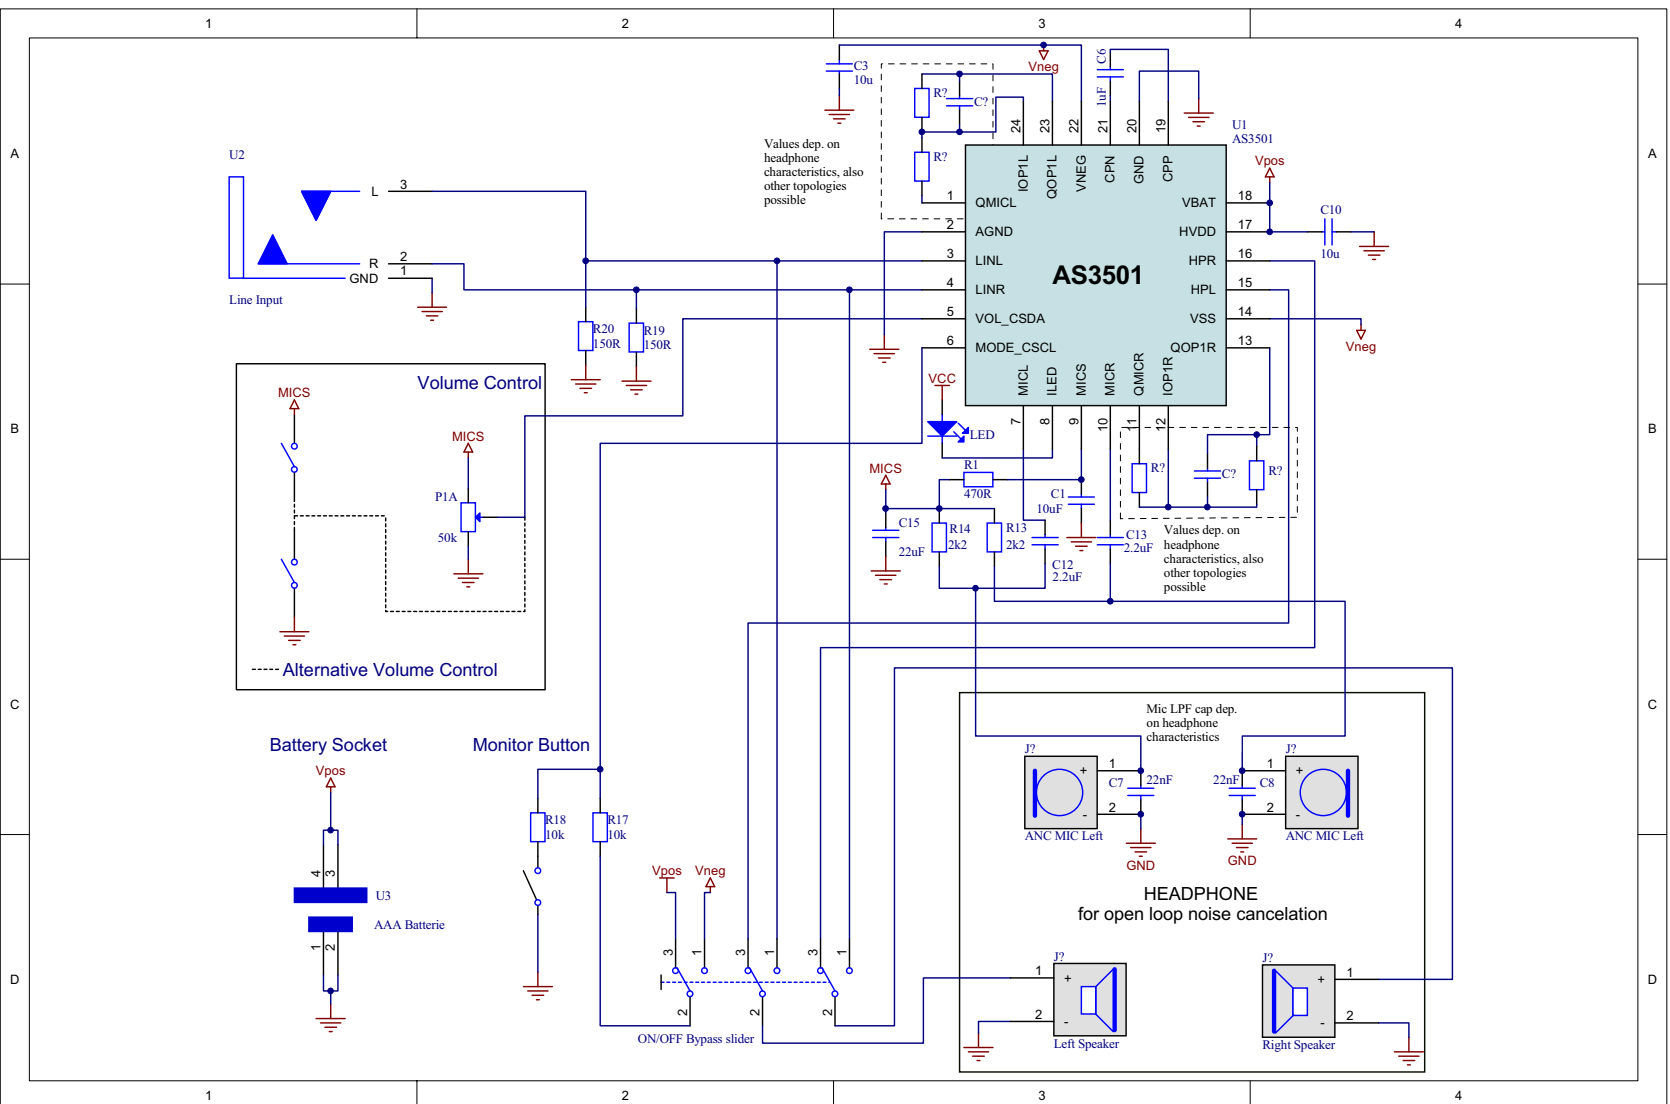 1 2 3 4
A A
B B
C C
D D
1 2 3 4
U2
L 3
R 2
GND 1
Line Input
C3
10u
Vneg
C6
1uF
R?
C?
R?
Values dep. on
headphone
characteristics, also
other topologies
possible
24 23 22 21 20 19
IOP1L QOP1L VNEG CPN GND CPP
U1
AS3501
Vpos
1 QMICL
2 AGND
3 LINL
4 LINR
5 VOL_CSDA
6 MODE_CSCL
AS3501
VBAT 18
HVDD 17
HPR 16
HPL 15
VSS 14
QOP1R 13
C10
10u
Vneg
MICL ILED MICS MICR QMICR IOP1R
7 8 9 10 11 12
R20
150R
R19
150R
VCC
LED
MICS
R1
470R
C1
10uF
C15
22uF
R14
2k2
R13
2k2
C12
2.2uF
C13
2.2uF
R?
C?
R?
Values dep. on
headphone
characteristics, also
other topologies
possible
Volume Control
MICS
MICS
P1A
50k
Alternative Volume Control
Battery Socket
Vpos
4 3
U3
AAA Batterie
1 2
Monitor Button
R18
10k
R17
10k
Vpos Vneg
3 1 3 1 3 1
2 2 2
ON/OFF Bypass slider
Mic LPF cap dep.
on headphone
characteristics
J?
+ 1
- 2
C7 22nF
ANC MIC Left
GND
J?
1 +
2 -
22nF C8
ANC MIC Left
GND
HEADPHONE
for open loop noise cancelation
J?
1 +
2 -
Left Speaker
J?
+ 1
- 2
Right Speaker